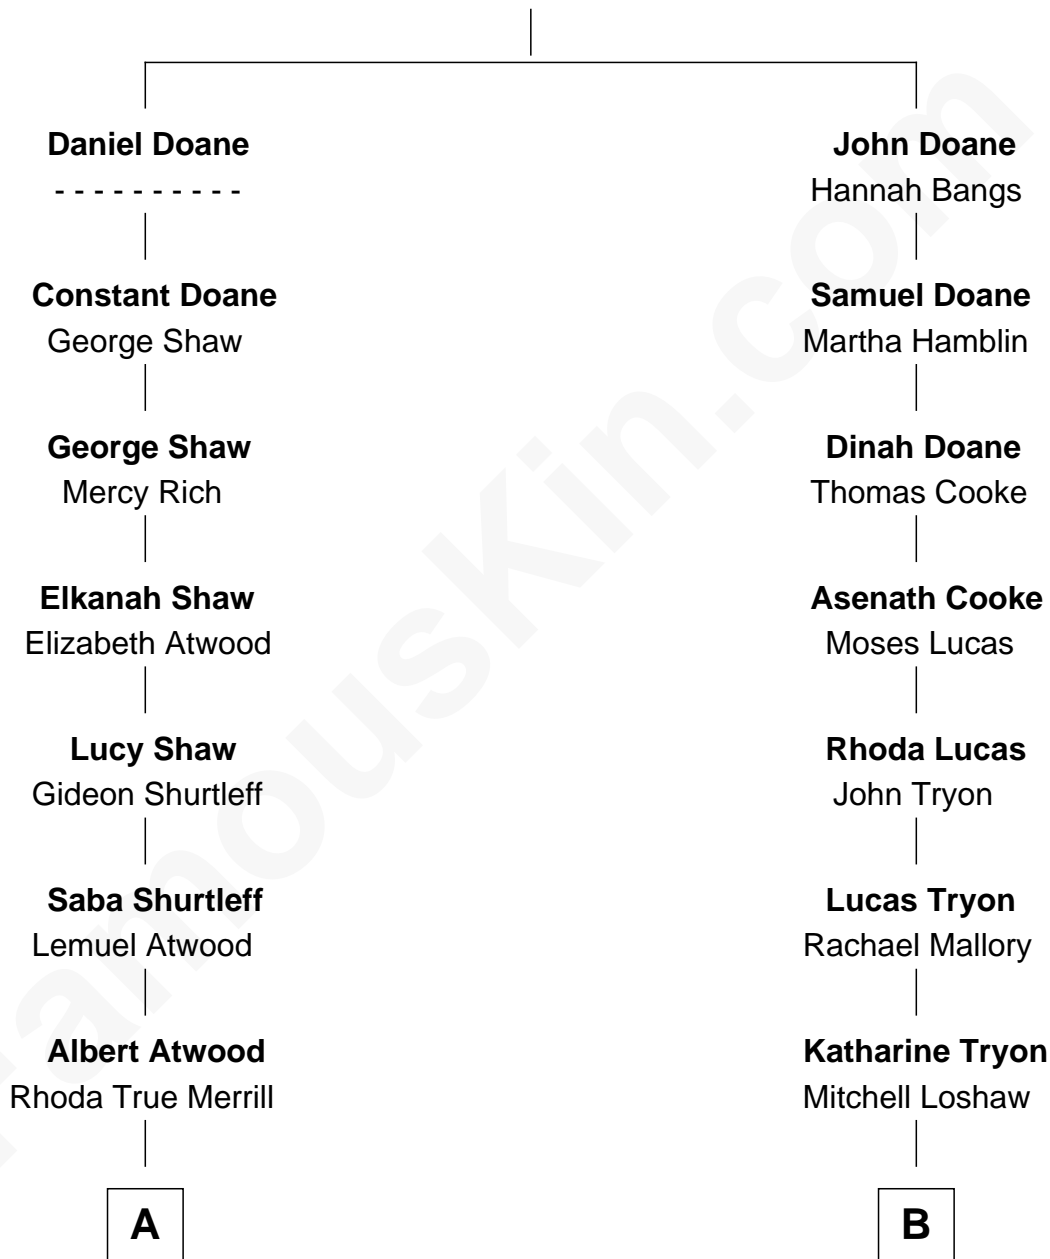 Daniel Doane
- - - - - - - - - -
Constant Doane
George Shaw
George Shaw
Mercy Rich
Elkanah Shaw
Elizabeth Atwood
Lucy Shaw
Gideon Shurtleff
Saba Shurtleff
Lemuel Atwood
Albert Atwood
Rhoda True Merrill
A
John Doane
Hannah Bangs
Samuel Doane
Martha Hamblin
Dinah Doane
Thomas Cooke
Asenath Cooke
Moses Lucas
Rhoda Lucas
John Tryon
Lucas Tryon
Rachael Mallory
Katharine Tryon
Mitchell Loshaw
B
FamousKin.com